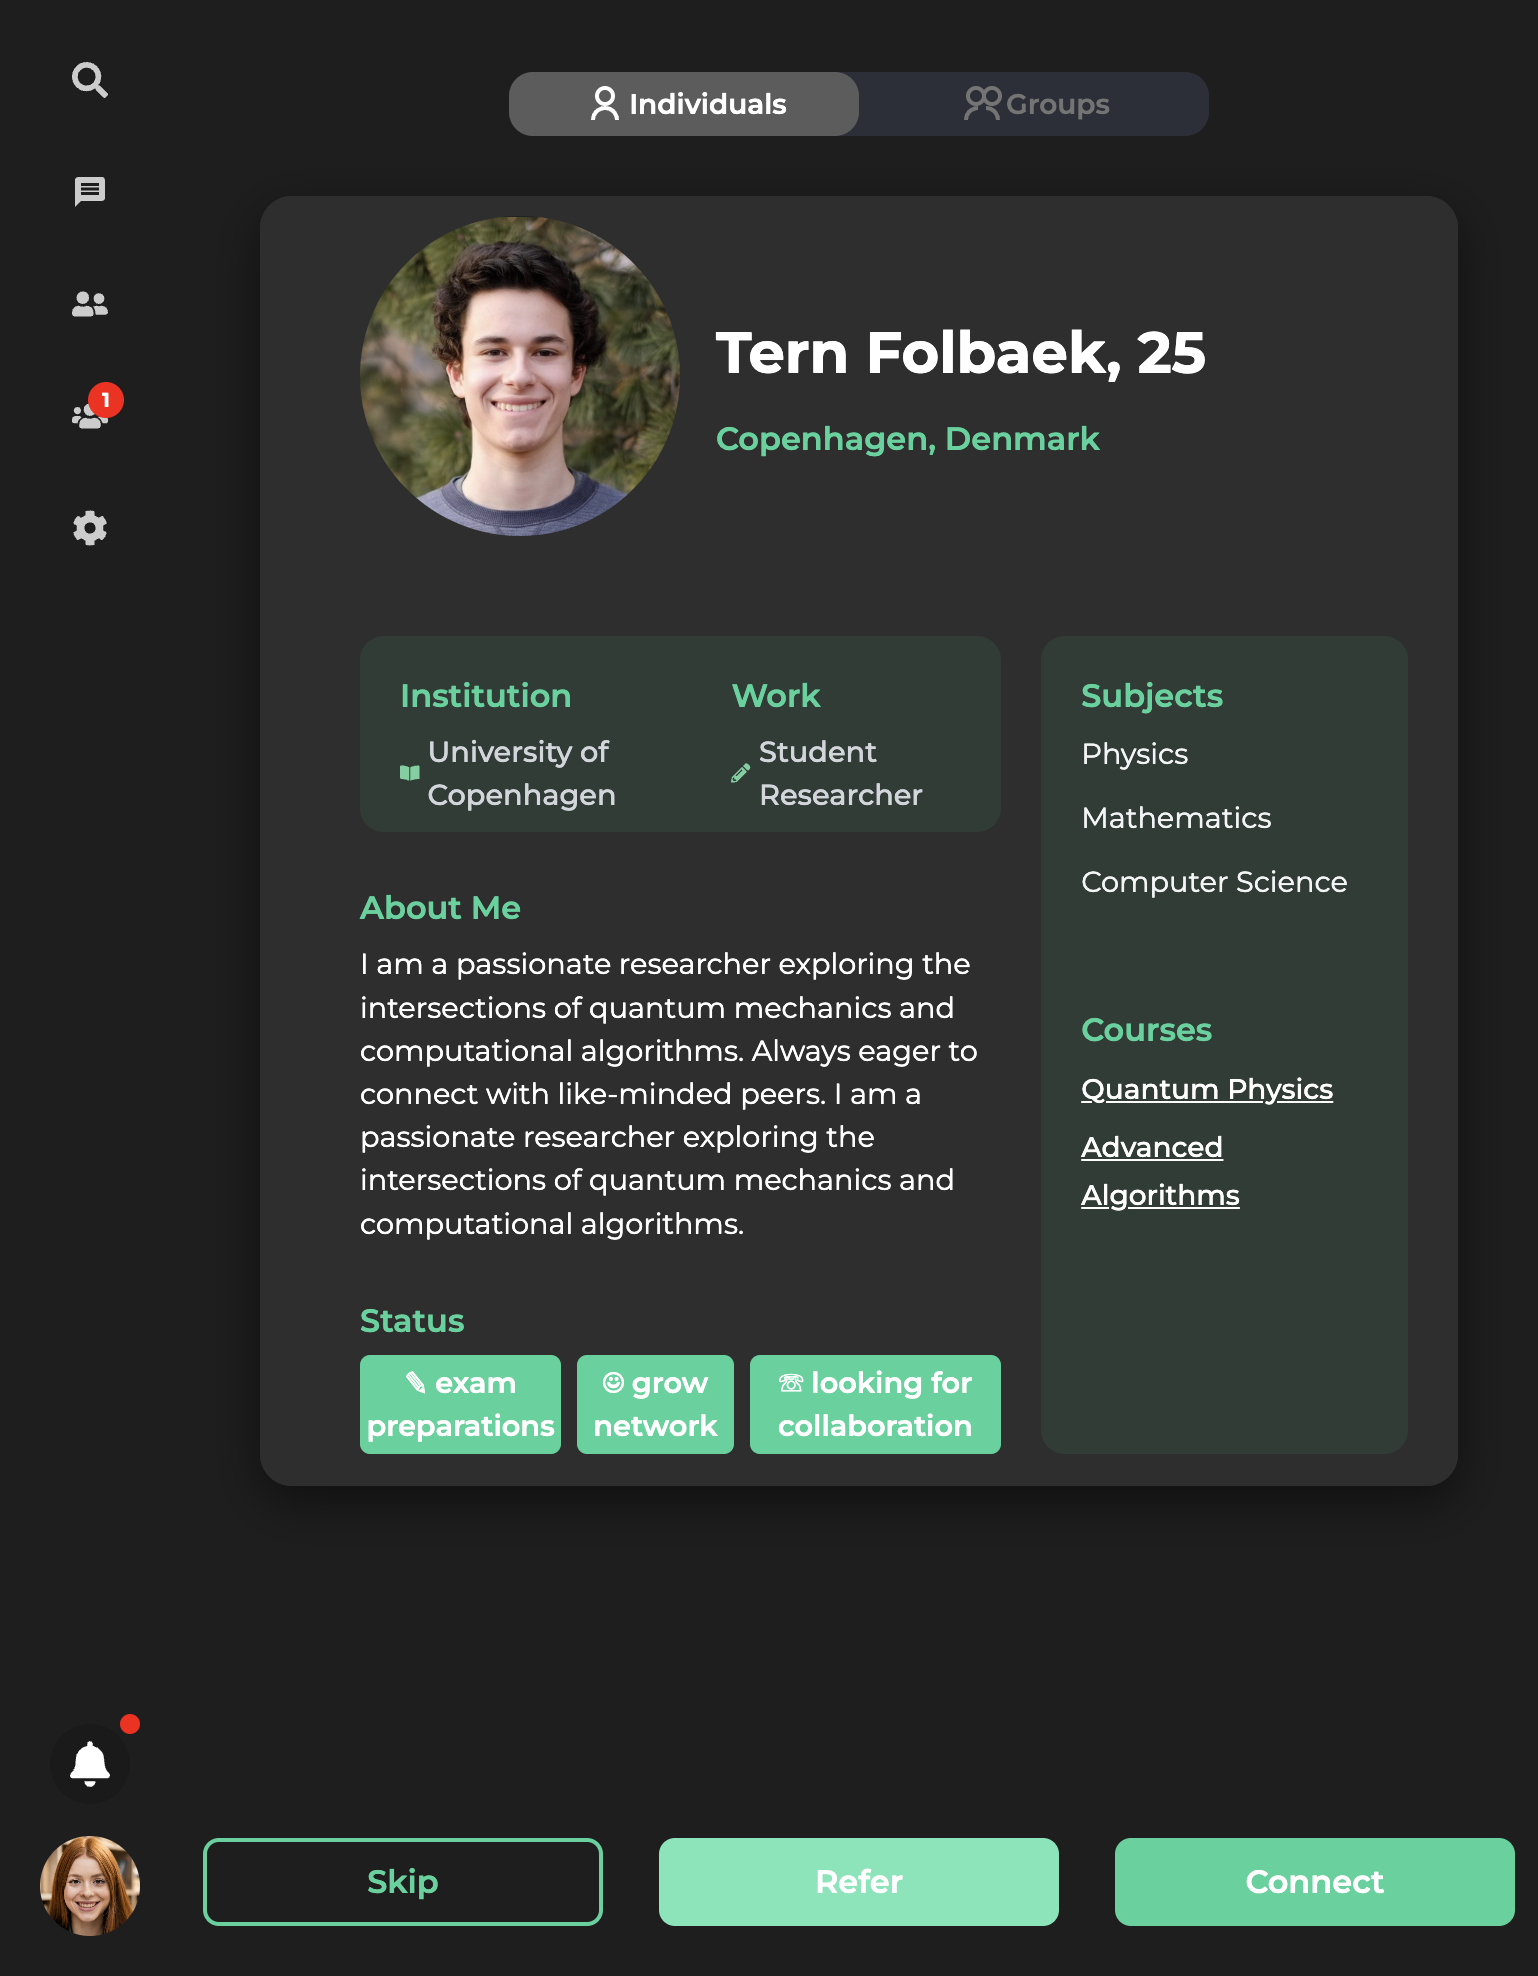 Individuals
Groups
1
Tern Folbaek, 25
Copenhagen, Denmark
Institution
University of
Copenhagen
Work
Student
Researcher
About Me
I am a passionate researcher exploring the
intersections of quantum mechanics and
computational algorithms. Always eager to
connect with like-minded peers. I am a
passionate researcher exploring the
intersections of quantum mechanics and
computational algorithms.
Status
✎ exam
preparations
☺ grow
network
☏ looking for
collaboration
Subjects
Physics
Mathematics
Computer Science
Courses
Quantum Physics
Advanced
Algorithms
Skip
Refer
Connect